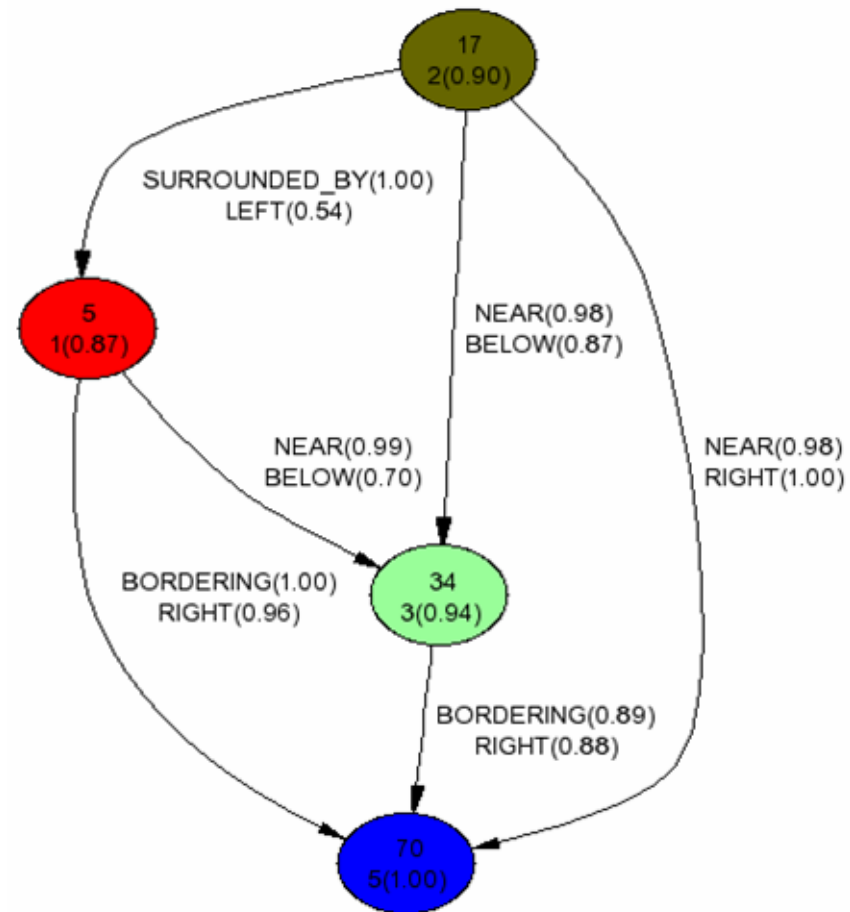 17
2(0.90)
SURROUNDED_BY(1.00)
LEFT(0.54)
5
1(0.87)
NEAR(0.98)
BELOW(0.87)
NEAR(0.99)
BELOW(0.70)
NEAR(0.98)
RIGHT(1.00)
BORDERING(1.00)
RIGHT(0.96)
34
3(0.94)
BORDERING(0.89)
RIGHT(0.88)
70
5(1.00)